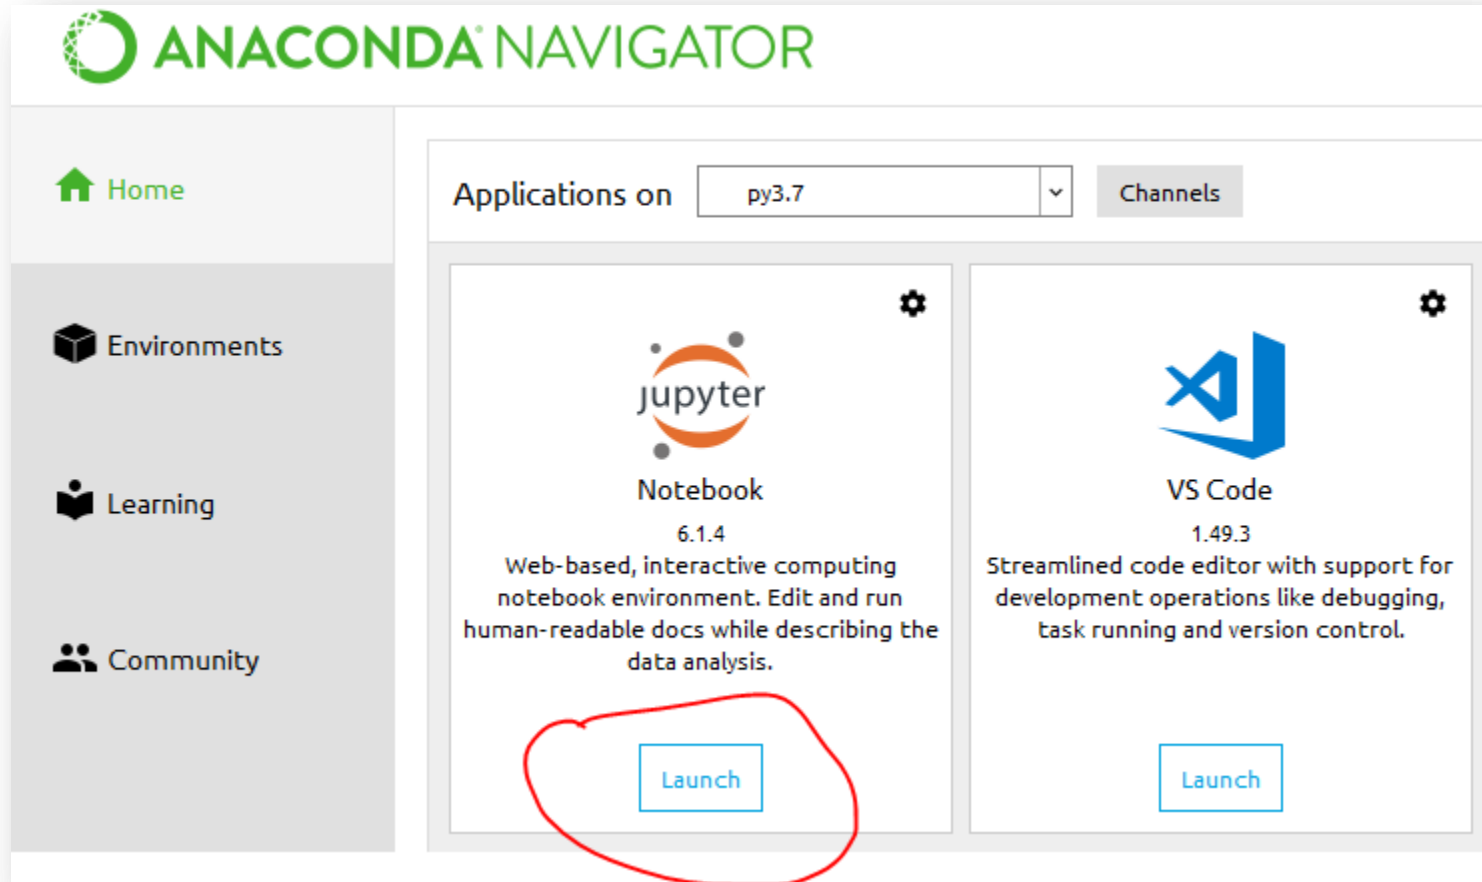 ANACONDA NAVIGATOR
Home
Applications on
py3.7
Channels
Environments
Learning
Community
jupyter
Notebook
6.1.4
Web-based, interactive computing
notebook environment. Edit and run
human-readable docs while describing the
data analysis.
Launch
VS Code
1.49.3
Streamlined code editor with support for
development operations like debugging,
task running and version control.
Launch